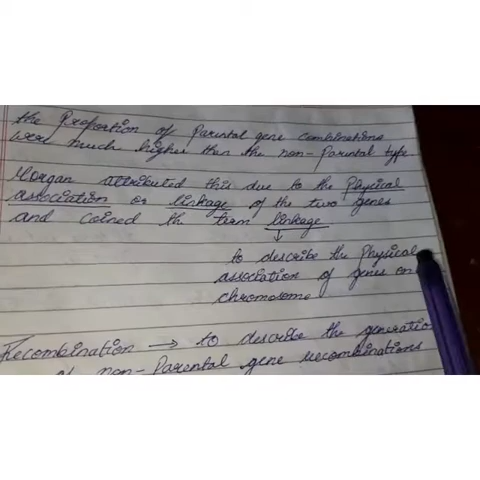 the Proportion of Parental gene combinations
were much higher than the non-Parental type
Morgan attributed this due to the Physical
association or linkage of the two genes
and coined the term linkage
↓
to describe the Physical
association of genes on
chromosome
Recombination → to describe the generation
of non-Parental gene recombinations